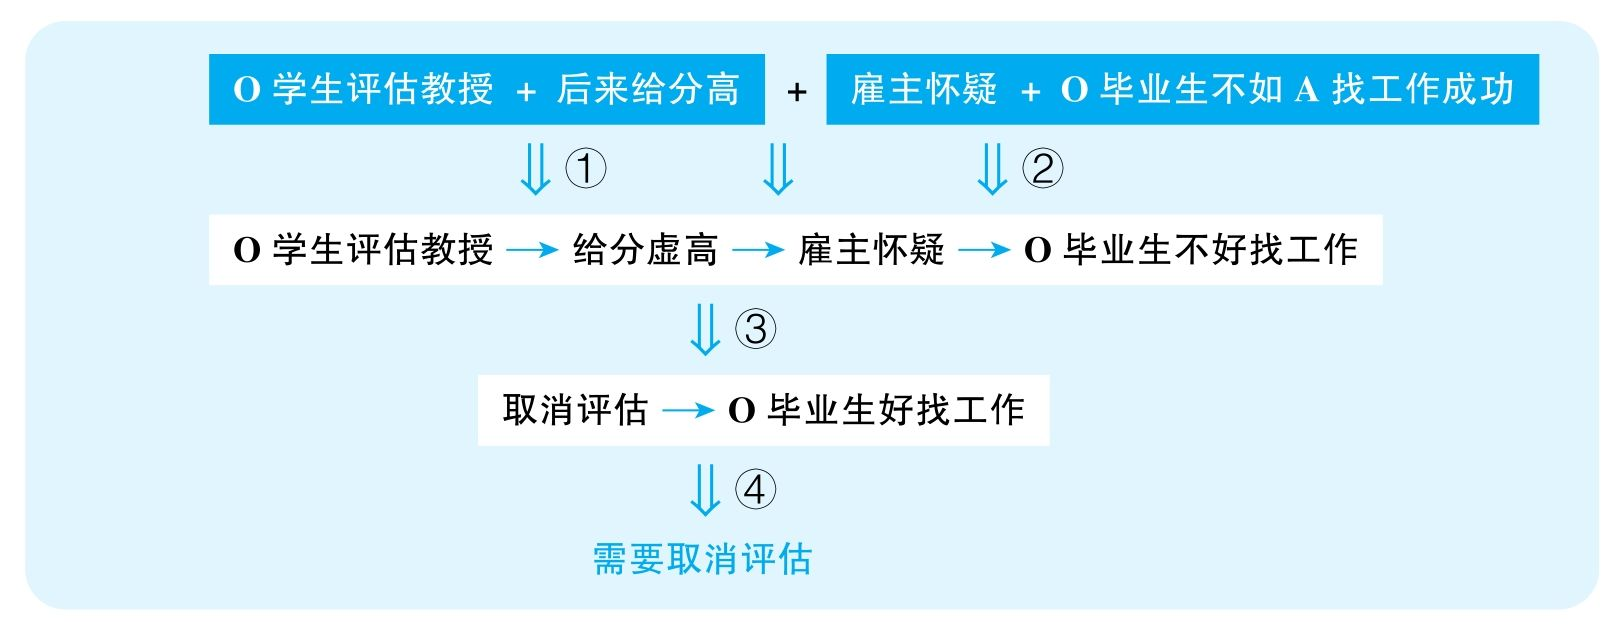 O 学生评估教授 + 后来给分高 + 雇主怀疑 + O 毕业生不如 A 找工作成功
① ②
O 学生评估教授 → 给分虚高 → 雇主怀疑 → O 毕业生不好找工作
③
取消评估 → O 毕业生好找工作
④
需要取消评估